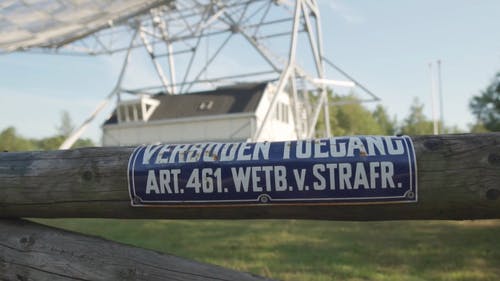 VERBODEN TOEGANG
ART. 461. WETB. v. STRAFR.